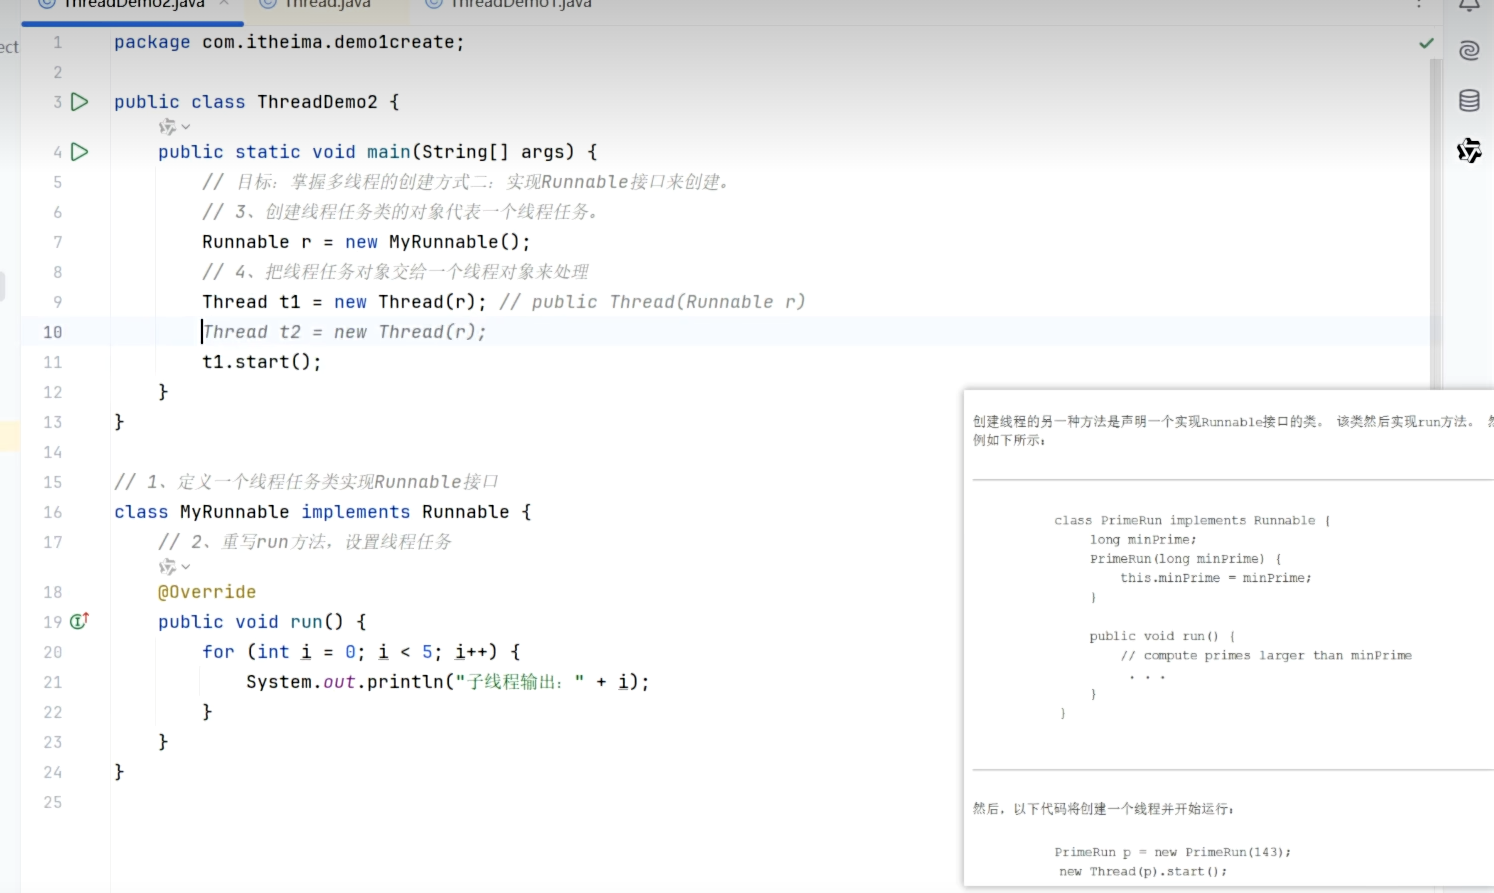 ThreadDemo2.java
Thread.java
ThreadDemo1.java
ect
1 package com.itheima.demo1create;
2
3 public class ThreadDemo2 {
4 public static void main(String[] args) {
5 // 目标：掌握多线程的创建方式二：实现Runnable接口来创建。
6 // 3、创建线程任务类的对象代表一个线程任务。
7 Runnable r = new MyRunnable();
8 // 4、把线程任务对象交给一个线程对象来处理
9 Thread t1 = new Thread(r); // public Thread(Runnable r)
10 Thread t2 = new Thread(r);
11 t1.start();
12 }
13 }
14
15 // 1、定义一个线程任务类实现Runnable接口
16 class MyRunnable implements Runnable {
17 // 2、重写run方法，设置线程任务
18 @Override
19 public void run() {
20 for (int i = 0; i < 5; i++) {
21 System.out.println("子线程输出：" + i);
22 }
23 }
24 }
25
创建线程的另一种方法是声明一个实现Runnable接口的类。 该类然后实现run方法。
例如下所示：
class PrimeRun implements Runnable {
long minPrime;
PrimeRun(long minPrime) {
this.minPrime = minPrime;
}
public void run() {
// compute primes larger than minPrime
. . .
}
}
然后，以下代码将创建一个线程并开始运行：
PrimeRun p = new PrimeRun(143);
new Thread(p).start();